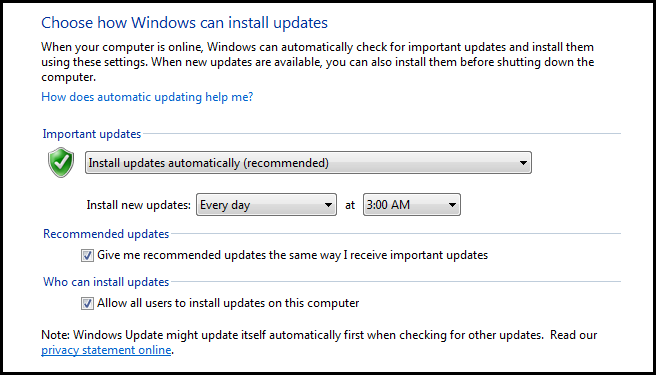 Choose how Windows can install updates
When your computer is online, Windows can automatically check for important updates and install them
using these settings. When new updates are available, you can also install them before shutting down the
computer.
How does automatic updating help me?
Important updates
Install updates automatically (recommended)
Install new updates: Every day at 3:00 AM
Recommended updates
Give me recommended updates the same way I receive important updates
Who can install updates
Allow all users to install updates on this computer
Note: Windows Update might update itself automatically first when checking for other updates. Read our
privacy statement online.